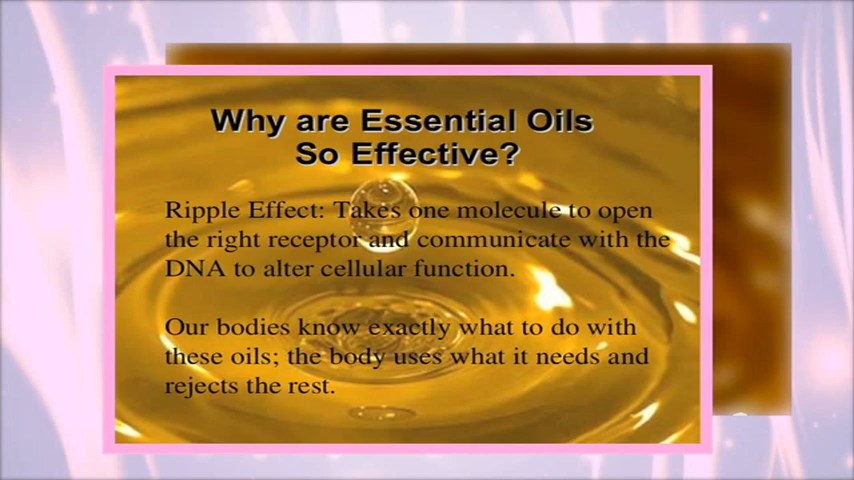 Why are Essential Oils
So Effective?
Ripple Effect: Takes one molecule to open
the right receptor and communicate with the
DNA to alter cellular function.
Our bodies know exactly what to do with
these oils; the body uses what it needs and
rejects the rest.